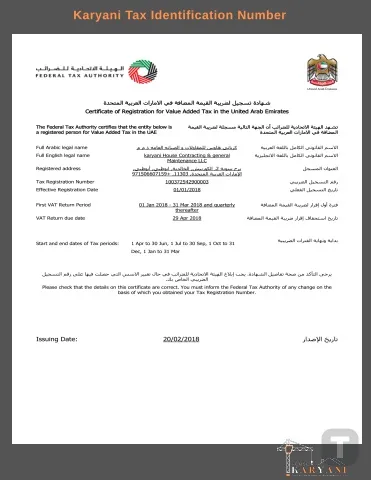 Karyani Tax Identification Number
الهيئة الاتحادية للضرائب
FEDERAL TAX AUTHORITY
United Arab Emirates
شهادة تسجيل لضريبة القيمة المضافة في الامارات العربية المتحدة
Certificate of Registration for Value Added Tax in the United Arab Emirates
The Federal Tax Authority certifies that the entity below is a registered person for Value Added Tax in the UAE
تشهد الهيئة الاتحادية للضرائب أن الجهة التالية مسجلة لضريبة القيمة المضافة في الامارات العربية المتحدة
Full Arabic legal name
الاسم القانوني الكامل باللغة العربية
Full English legal name karyani House Contracting & general Maintenance LLC
الاسم القانوني الكامل باللغة الانجليزية
Registered address
العنوان المسجل
Tax Registration Number 100372542900003
رقم التسجيل الضريبي
Effective Registration Date 01/01/2018
تاريخ التسجيل الفعلي
First VAT Return Period 01 Jan 2018 - 31 Mar 2018 and quarterly thereafter
فترة أول إقرار لضريبة القيمة المضافة
VAT Return due date 29 Apr 2018
تاريخ استحقاق إقرار ضريبة القيمة المضافة
Start and end dates of Tax periods: 1 Apr to 30 Jun, 1 Jul to 30 Sep, 1 Oct to 31 Dec, 1 Jan to 31 Mar
بداية ونهاية الفترات الضريبية
يرجى التأكد من صحة تفاصيل الشهادة. يجب إبلاغ الهيئة الاتحادية للضرائب في حال تغيير الاسس التي حصلت فيها على رقم التسجيل الضريبي الخاص بك.
Please check that the details on this certificate are correct. You must inform the Federal Tax Authority of any change on the
basis of which you obtained your Tax Registration Number.
Issuing Date: 20/02/2018 تاريخ الإصدار
KARYANI